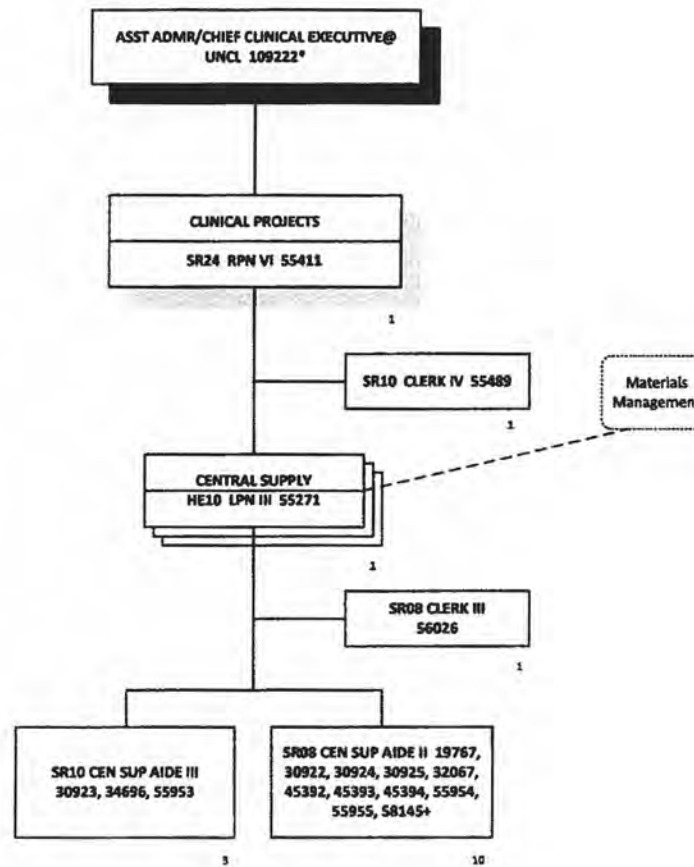 ASST ADMR/CHIEF CLINICAL EXECUTIVE@
UNCL 109222*
CLINICAL PROJECTS
SR24 RPN VI 55411
1
SR10 CLERK IV 55489
1
Materials
Managemen
CENTRAL SUPPLY
HE10 LPN III 55271
1
SR08 CLERK III
56026
1
SR10 CEN SUP AIDE III
30923, 34696, 55953
3
SR08 CEN SUP AIDE II 19767,
30922, 30924, 30925, 32067,
45392, 45393, 45394, 55954,
55955, 58145+
10